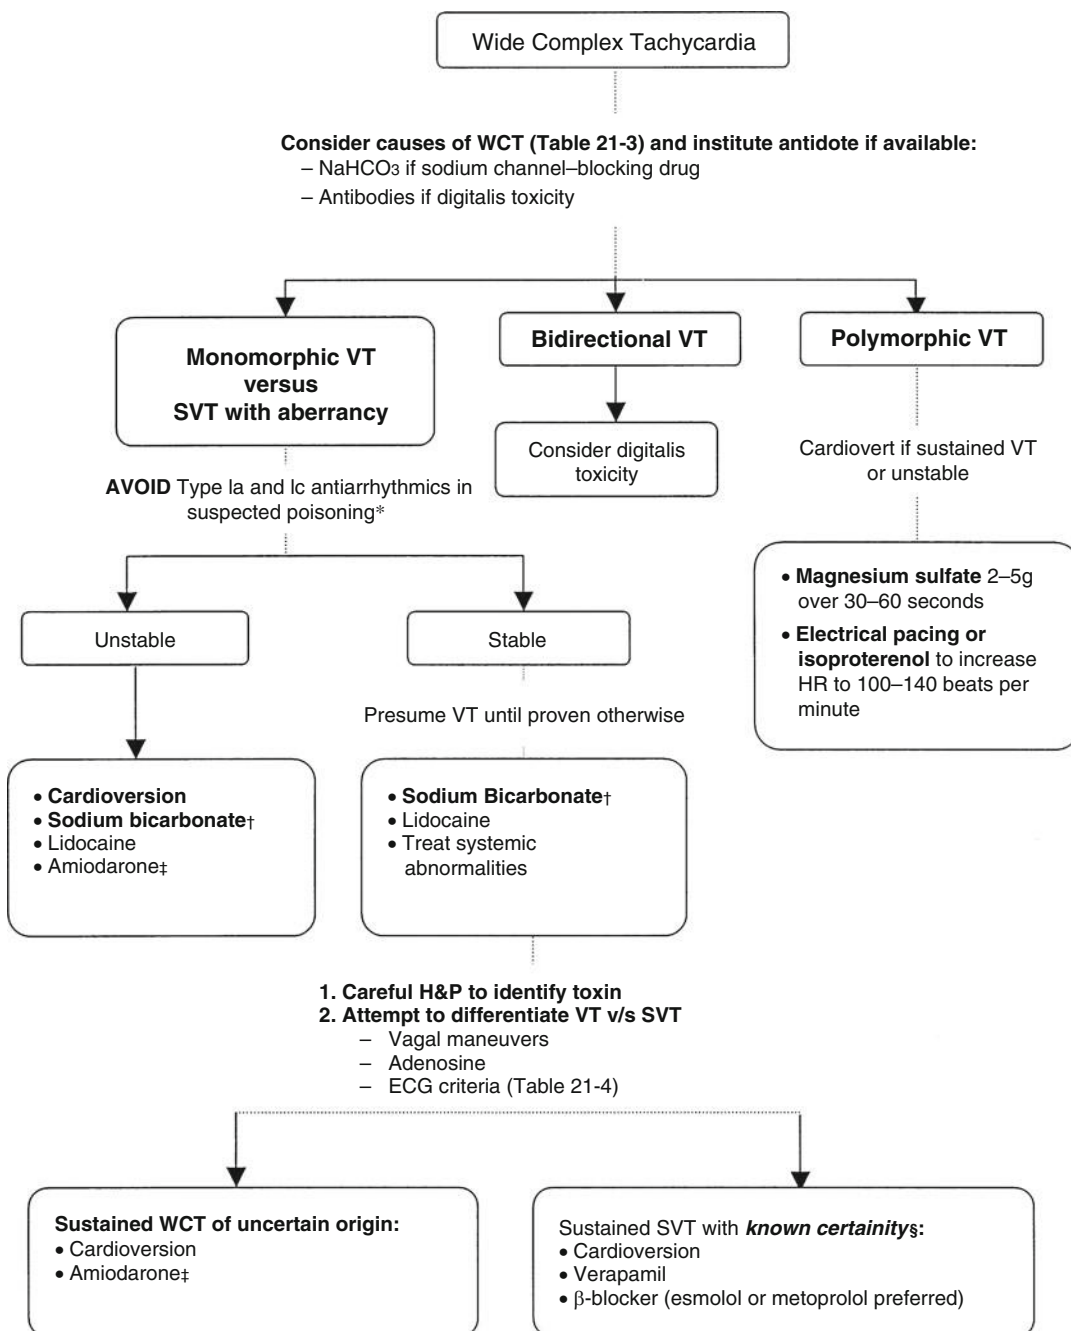 Wide Complex Tachycardia
Consider causes of WCT (Table 21-3) and institute antidote if available:
– NaHCO3 if sodium channel–blocking drug
– Antibodies if digitalis toxicity
Monomorphic VT
versus
SVT with aberrancy
Bidirectional VT
Polymorphic VT
Consider digitalis
toxicity
Cardiovert if sustained VT
or unstable
AVOID Type Ia and Ic antiarrhythmics in
suspected poisoning*
• Magnesium sulfate 2–5g
over 30–60 seconds
• Electrical pacing or
isoproterenol to increase
HR to 100–140 beats per
minute
Unstable
Stable
Presume VT until proven otherwise
• Cardioversion
• Sodium bicarbonate†
• Lidocaine
• Amiodarone‡
• Sodium Bicarbonate†
• Lidocaine
• Treat systemic
abnormalities
1. Careful H&P to identify toxin
2. Attempt to differentiate VT v/s SVT
– Vagal maneuvers
– Adenosine
– ECG criteria (Table 21-4)
Sustained WCT of uncertain origin:
• Cardioversion
• Amiodarone‡
Sustained SVT with known certainity§:
• Cardioversion
• Verapamil
• β-blocker (esmolol or metoprolol preferred)